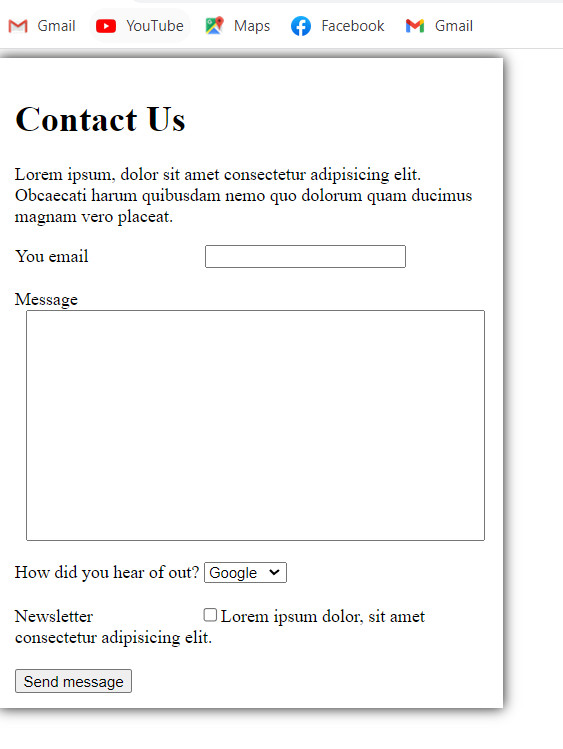 Gmail YouTube Maps Facebook Gmail
Contact Us
Lorem ipsum, dolor sit amet consectetur adipisicing elit.
Obcaecati harum quibusdam nemo quo dolorum quam ducimus
magnam vero placeat.
You email
Message
How did you hear of out? Google
Newsletter Lorem ipsum dolor, sit amet
consectetur adipisicing elit.
Send message